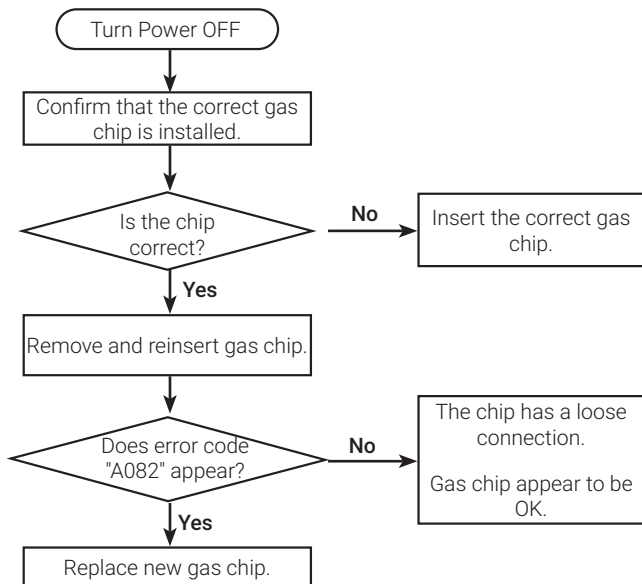 Turn Power OFF
Confirm that the correct gas
chip is installed.
Is the chip
correct?
No
Insert the correct gas
chip.
Yes
Remove and reinsert gas chip.
Does error code
"A082" appear?
No
The chip has a loose
connection.
Gas chip appear to be
OK.
Yes
Replace new gas chip.